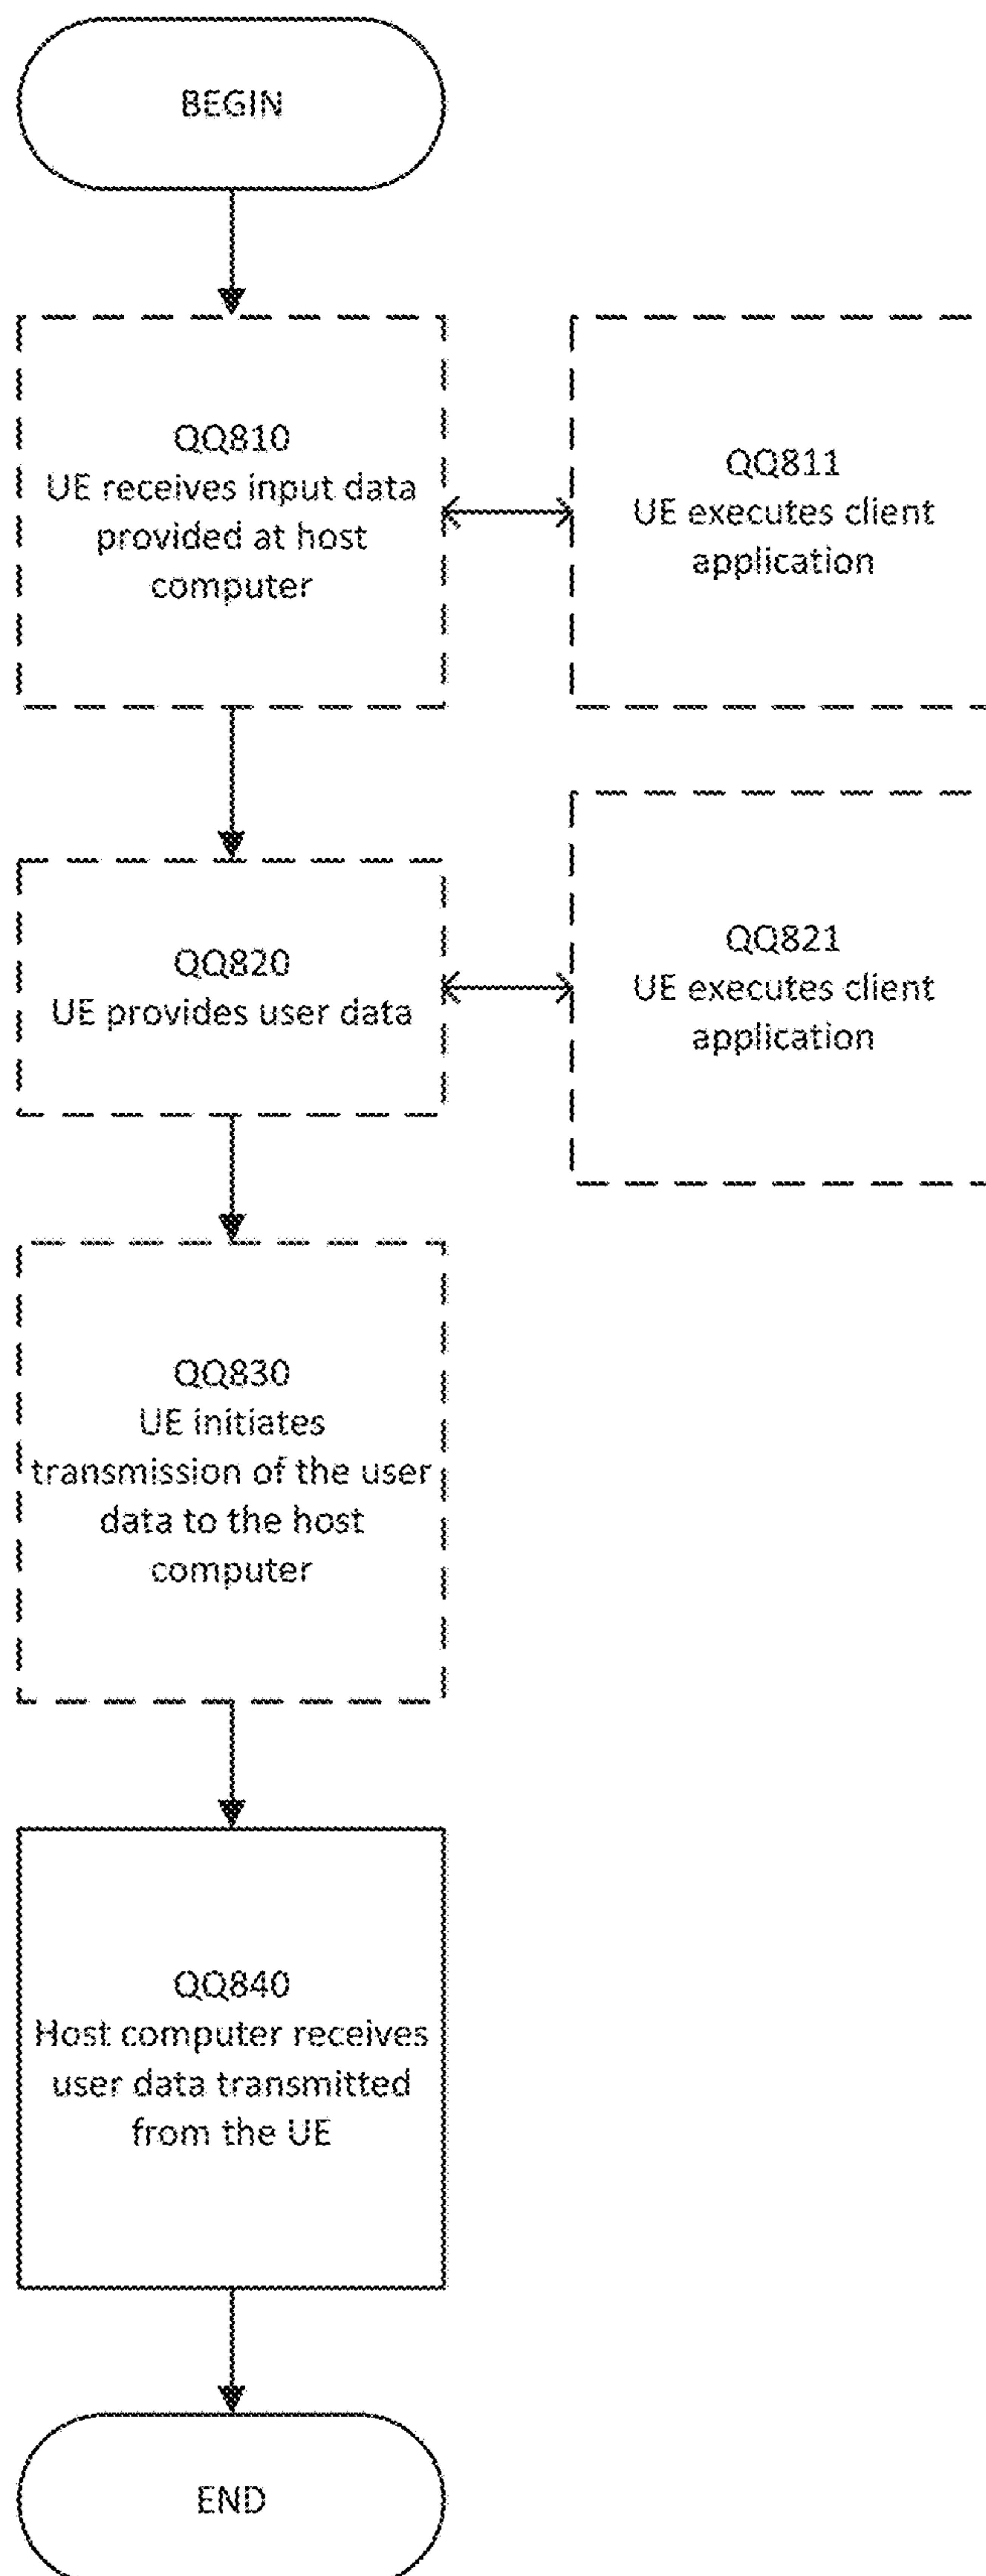 BEGIN
QQ810
UE receives input data
provided at host
computer
QQ811
UE executes client
application
QQ820
UE provides user data
QQ821
UE executes client
application
QQ830
UE initiates
transmission of the user
data to the host
computer
QQ840
Host computer receives
user data transmitted
from the UE
END